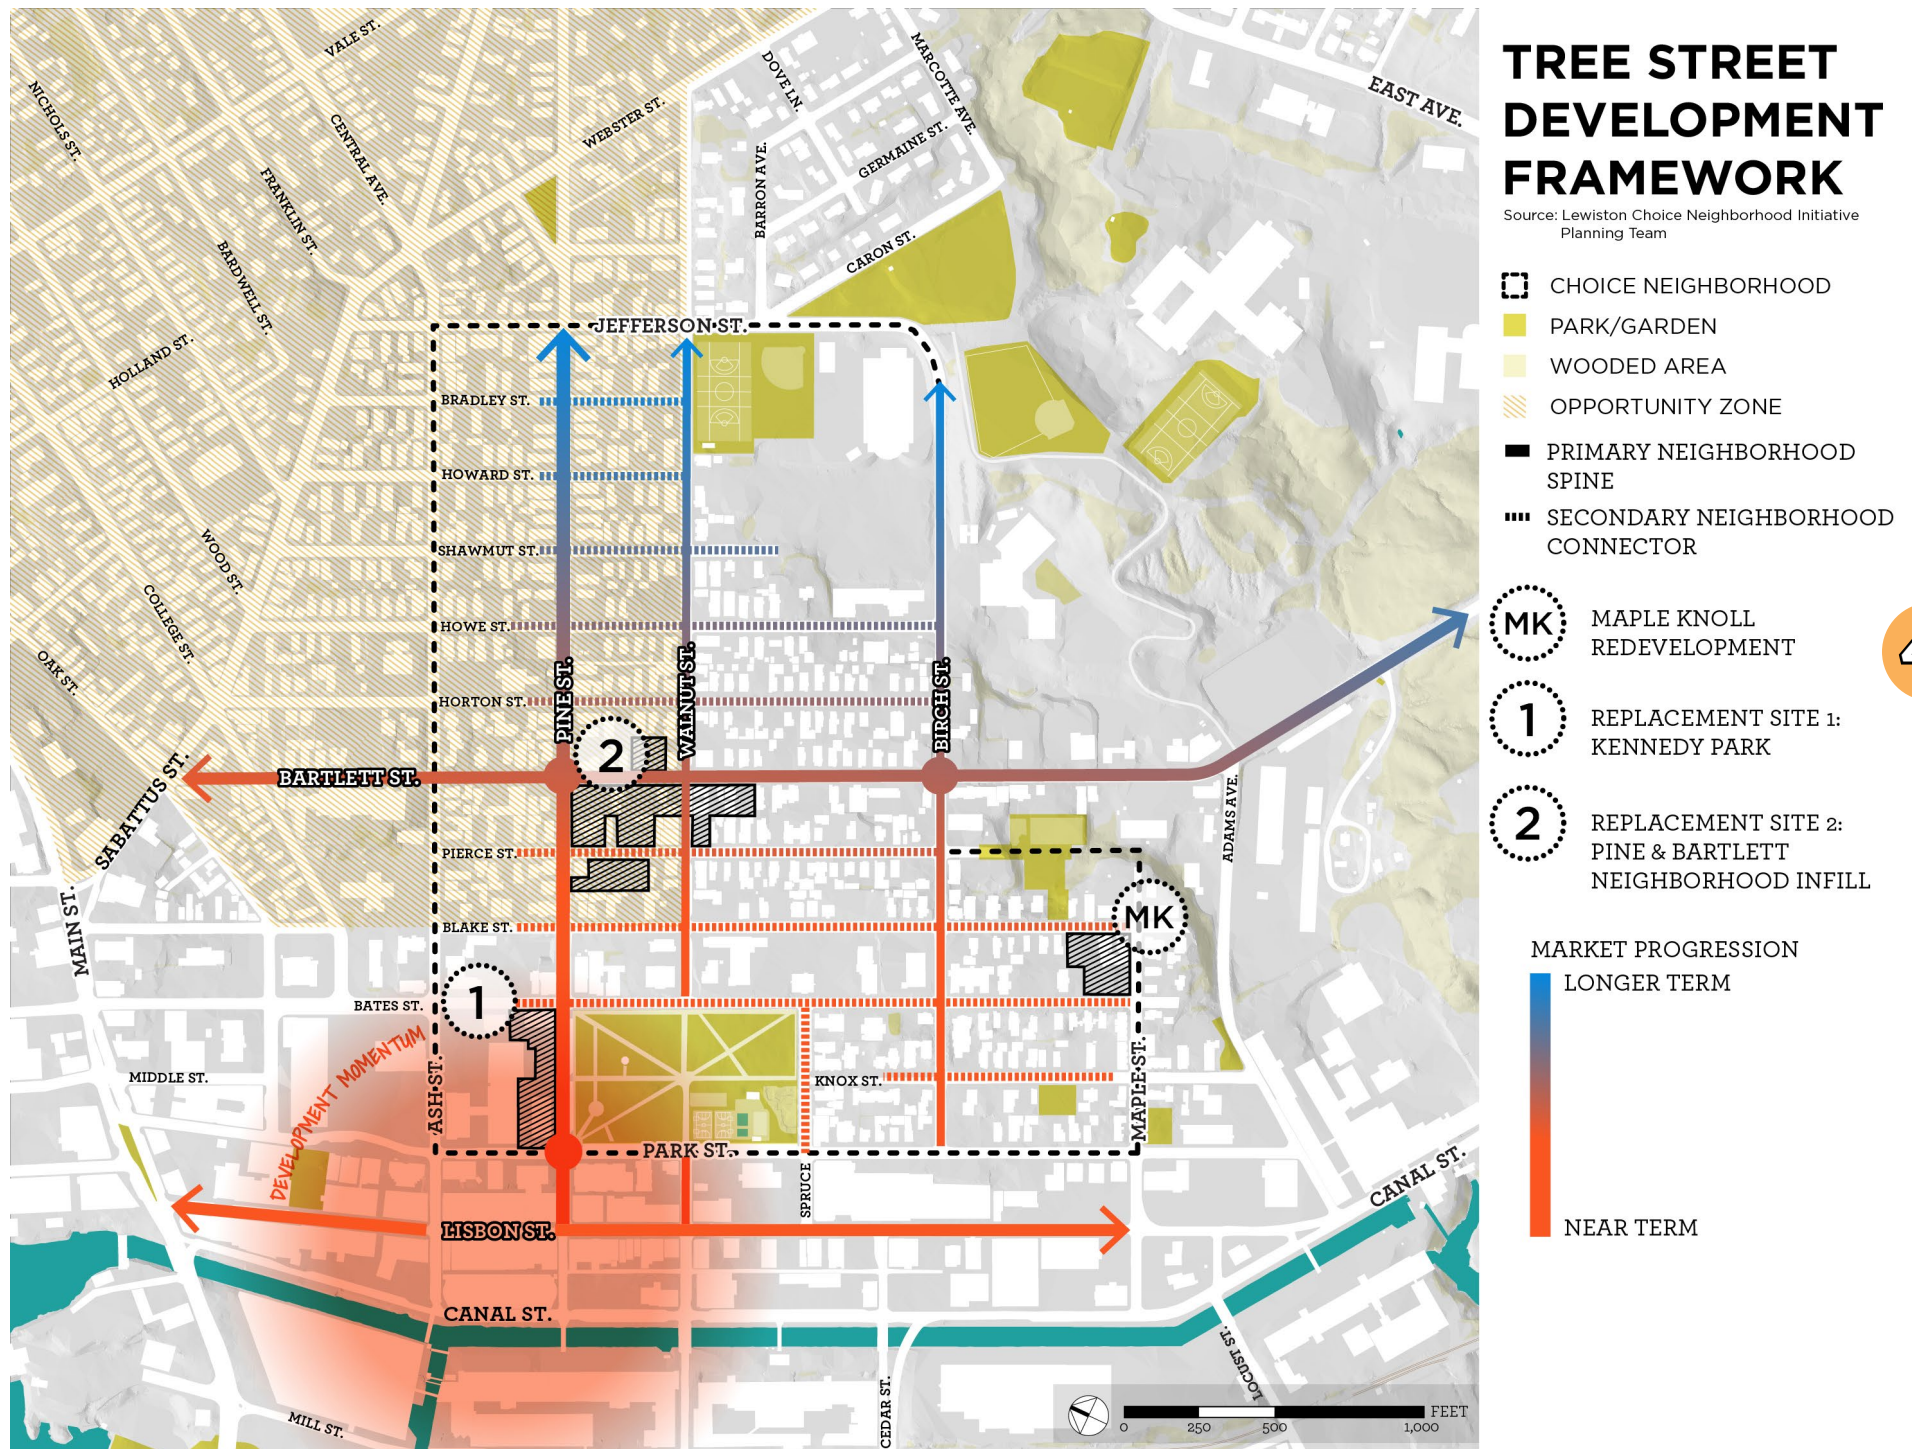 TREE STREET
DEVELOPMENT
FRAMEWORK
Source: Lewiston Choice Neighborhood Initiative
Planning Team
CHOICE NEIGHBORHOOD
PARK/GARDEN
WOODED AREA
OPPORTUNITY ZONE
PRIMARY NEIGHBORHOOD
SPINE
SECONDARY NEIGHBORHOOD
CONNECTOR
MK
MAPLE KNOLL
REDEVELOPMENT
1
REPLACEMENT SITE 1:
KENNEDY PARK
2
REPLACEMENT SITE 2:
PINE & BARTLETT
NEIGHBORHOOD INFILL
MARKET PROGRESSION
LONGER TERM
NEAR TERM
VALE ST.
NICHOLS ST.
CENTRAL AVE.
WEBSTER ST.
FRANKLIN ST.
BARDWELL ST.
HOLLAND ST.
DOVE LN.
MARCOTTE AVE.
GERMAINE ST.
BARRON AVE.
CARON ST.
EAST AVE.
JEFFERSON ST.
BRADLEY ST.
HOWARD ST.
SHAWMUT ST.
HOWE ST.
HORTON ST.
WOOD ST.
COLLEGE ST.
OAK ST.
PINE ST.
WALNUT ST.
BIRCH ST.
2
BARTLETT ST.
SABATTUS ST.
PIERCE ST.
ADAMS AVE.
MAIN ST.
BLAKE ST.
MK
1
BATES ST.
DEVELOPMENT MOMENTUM
MIDDLE ST.
ASH ST.
KNOX ST.
MAPLE ST.
PARK ST.
SPRUCE
LISBON ST.
CANAL ST.
CANAL ST.
LOCUST ST.
CEDAR ST.
MILL ST.
0 250 500 1,000
FEET